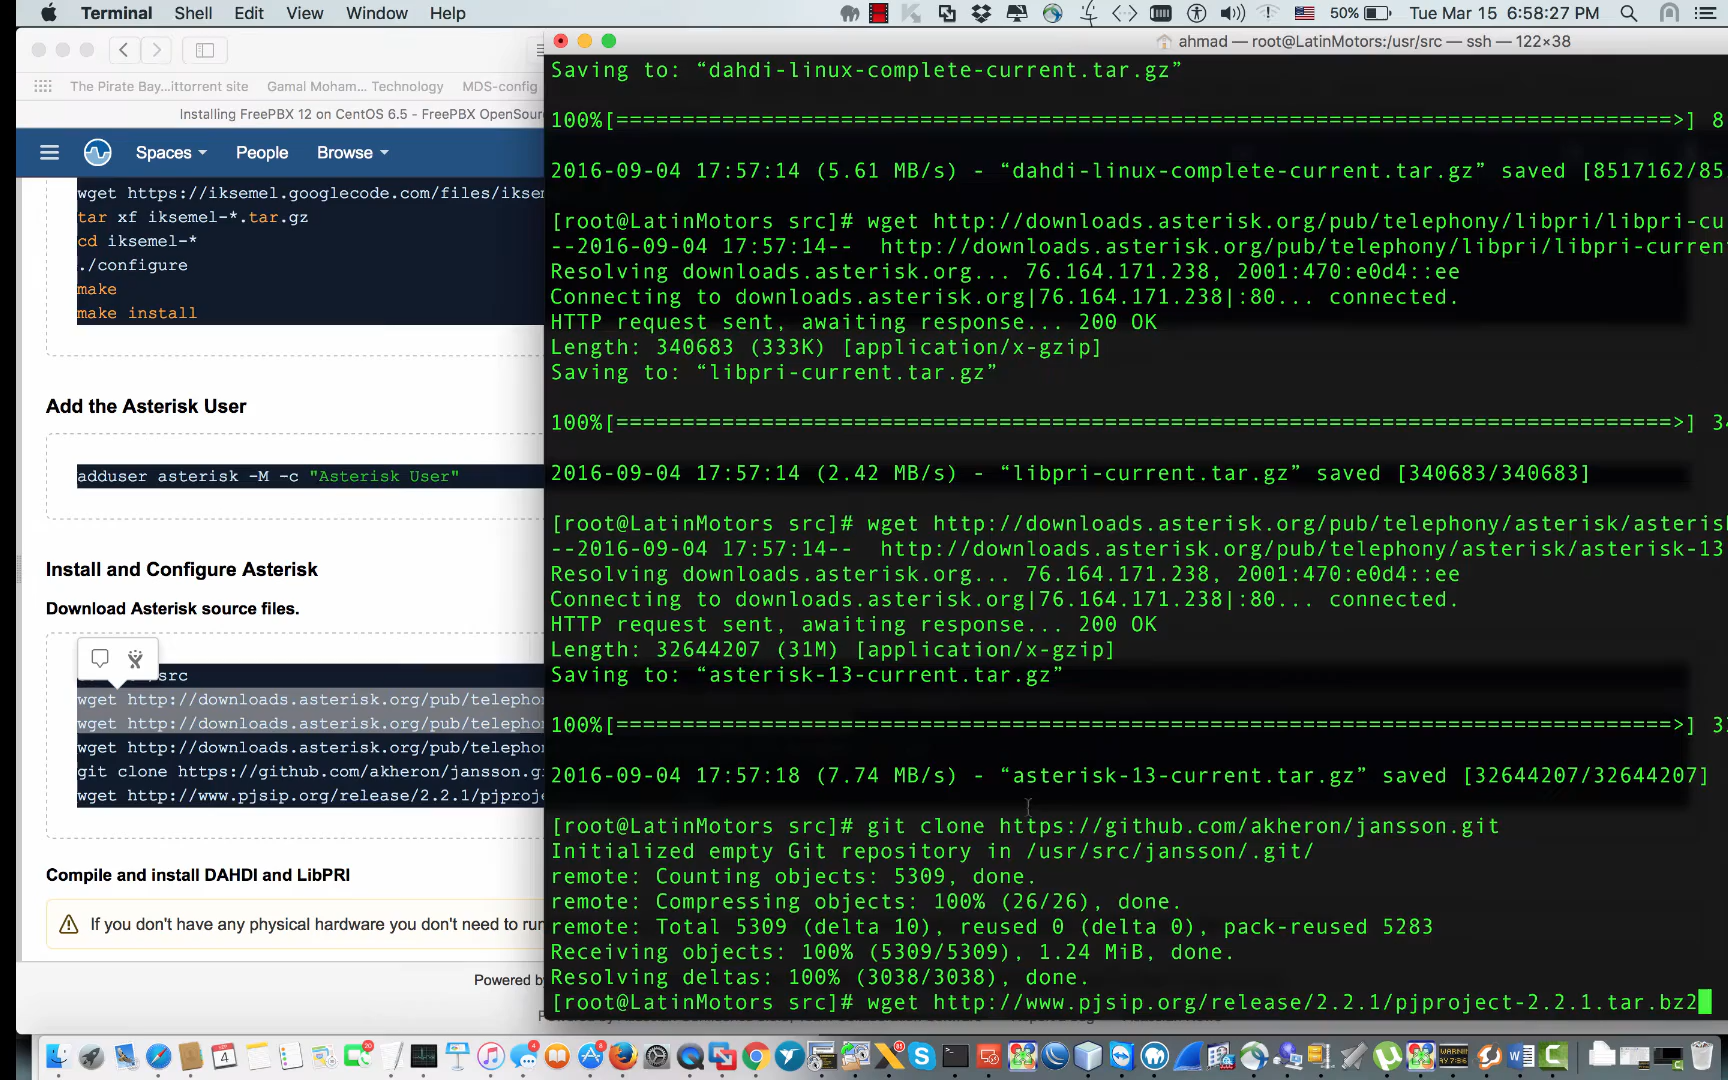 Terminal Shell Edit View Window Help 50% Tue Mar 15 6:58:27 PM
ahmad — root@LatinMotors:/usr/src — ssh — 122×38
The Pirate Bay...ittorrent site Gamal Moham... Technology MDS-config
Installing FreePBX 12 on CentOS 6.5 - FreePBX OpenSour
Spaces People Browse
wget https://iksemel.googlecode.com/files/iksem
tar xf iksemel-*.tar.gz
cd iksemel-*
./configure
make
make install
Add the Asterisk User
adduser asterisk -M -c "Asterisk User"
Install and Configure Asterisk
Download Asterisk source files.
src
wget http://downloads.asterisk.org/pub/telepho
wget http://downloads.asterisk.org/pub/telepho
wget http://downloads.asterisk.org/pub/telepho
git clone https://github.com/akheron/jansson.gi
wget http://www.pjsip.org/release/2.2.1/pjproje
Compile and install DAHDI and LibPRI
If you don't have any physical hardware you don't need to run
Powered by
Saving to: “dahdi-linux-complete-current.tar.gz”
100%[================================================================================>] 8
2016-09-04 17:57:14 (5.61 MB/s) - “dahdi-linux-complete-current.tar.gz” saved [8517162/85
[root@LatinMotors src]# wget http://downloads.asterisk.org/pub/telephony/libpri/libpri-cu
--2016-09-04 17:57:14--  http://downloads.asterisk.org/pub/telephony/libpri/libpri-current
Resolving downloads.asterisk.org... 76.164.171.238, 2001:470:e0d4::ee
Connecting to downloads.asterisk.org|76.164.171.238|:80... connected.
HTTP request sent, awaiting response... 200 OK
Length: 340683 (333K) [application/x-gzip]
Saving to: “libpri-current.tar.gz”
100%[================================================================================>] 34
2016-09-04 17:57:14 (2.42 MB/s) - “libpri-current.tar.gz” saved [340683/340683]
[root@LatinMotors src]# wget http://downloads.asterisk.org/pub/telephony/asterisk/asteris
--2016-09-04 17:57:14--  http://downloads.asterisk.org/pub/telephony/asterisk/asterisk-13
Resolving downloads.asterisk.org... 76.164.171.238, 2001:470:e0d4::ee
Connecting to downloads.asterisk.org|76.164.171.238|:80... connected.
HTTP request sent, awaiting response... 200 OK
Length: 32644207 (31M) [application/x-gzip]
Saving to: “asterisk-13-current.tar.gz”
100%[================================================================================>] 3
2016-09-04 17:57:18 (7.74 MB/s) - “asterisk-13-current.tar.gz” saved [32644207/32644207]
[root@LatinMotors src]# git clone https://github.com/akheron/jansson.git
Initialized empty Git repository in /usr/src/jansson/.git/
remote: Counting objects: 5309, done.
remote: Compressing objects: 100% (26/26), done.
remote: Total 5309 (delta 10), reused 0 (delta 0), pack-reused 5283
Receiving objects: 100% (5309/5309), 1.24 MiB, done.
Resolving deltas: 100% (3038/3038), done.
[root@LatinMotors src]# wget http://www.pjsip.org/release/2.2.1/pjproject-2.2.1.tar.bz2